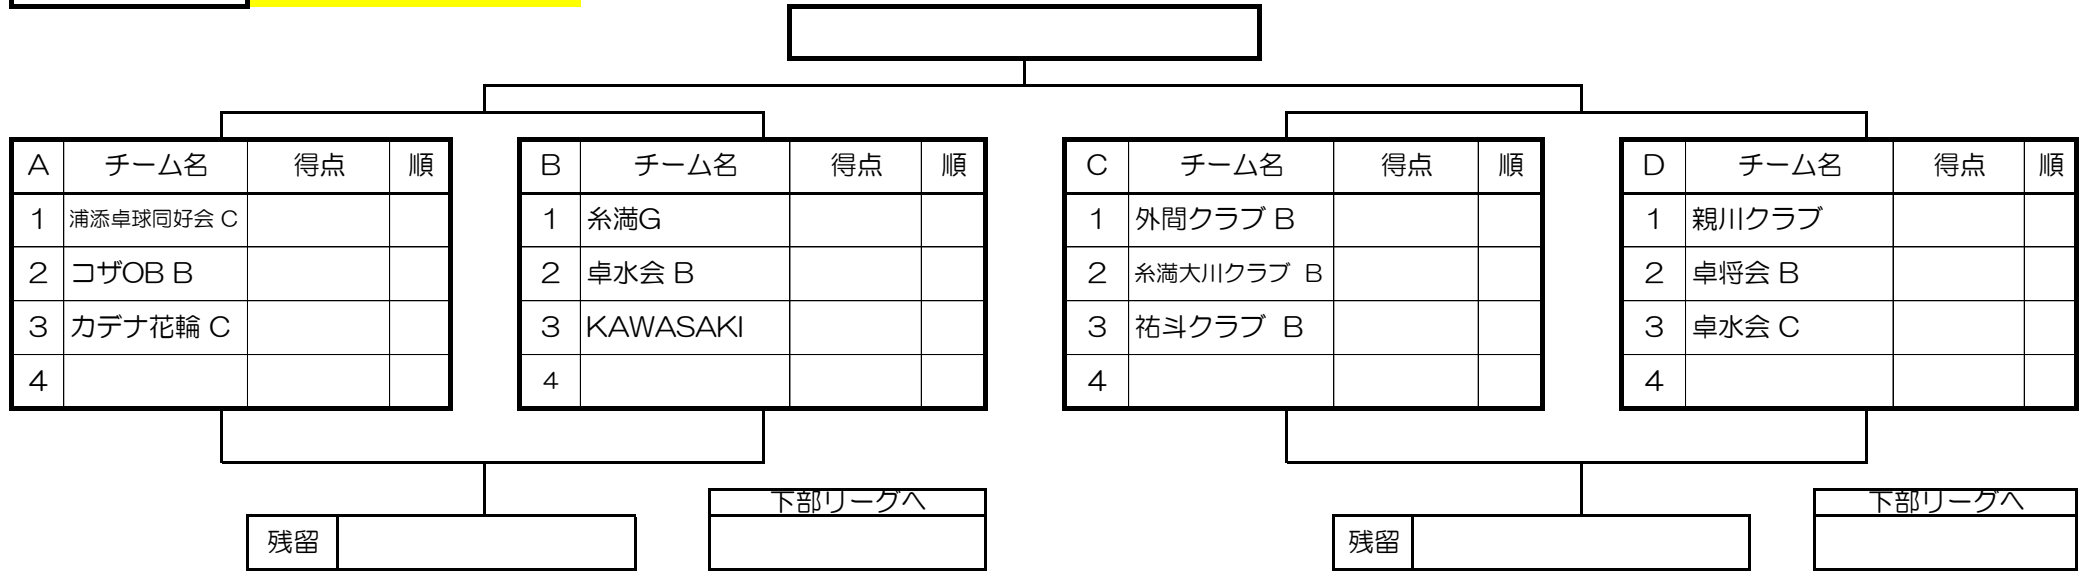 A チーム名 得点 順
1 浦添卓球同好会 C
2 コザOB B
3 カデナ花輪 C
4
B チーム名 得点 順
1 糸満G
2 卓水会 B
3 KAWASAKI
4
C チーム名 得点 順
1 外間クラブ B
2 糸満大川クラブ B
3 祐斗クラブ B
4
D チーム名 得点 順
1 親川クラブ
2 卓将会 B
3 卓水会 C
4
下部リーグへ
残留
下部リーグへ
残留